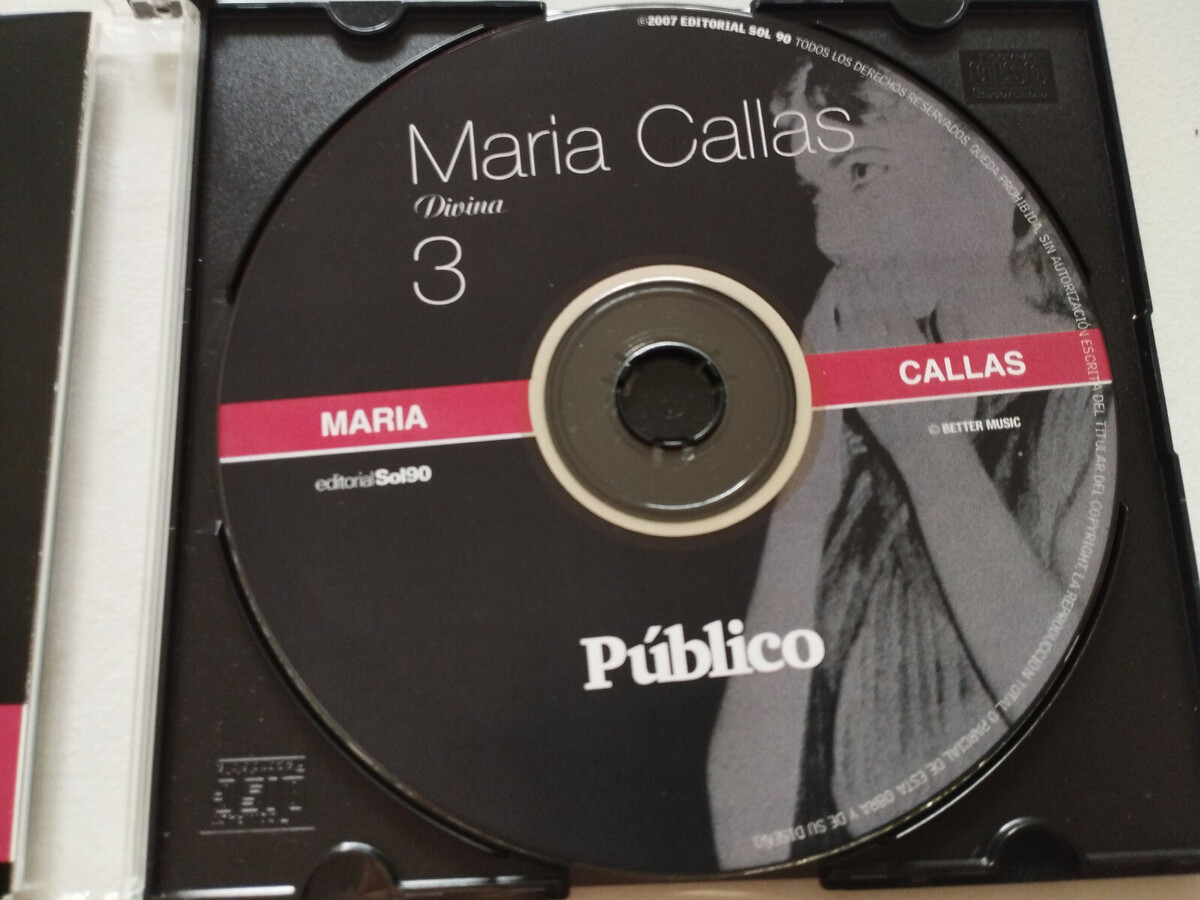 ©2007 EDITORIAL SOL 90 TODOS LOS DERECHOS RESERVADOS. QUEDA PROHIBIDA, SIN AUTORIZACIÓN ESCRITA DEL TITULAR DEL COPYRIGHT, LA REPRODUCCION TOTAL O PARCIAL DE ESTA OBRA Y DE SU DISEÑO.
Maria Callas
Divina
3
MARIA CALLAS
editorialSol90
© BETTER MUSIC
Público